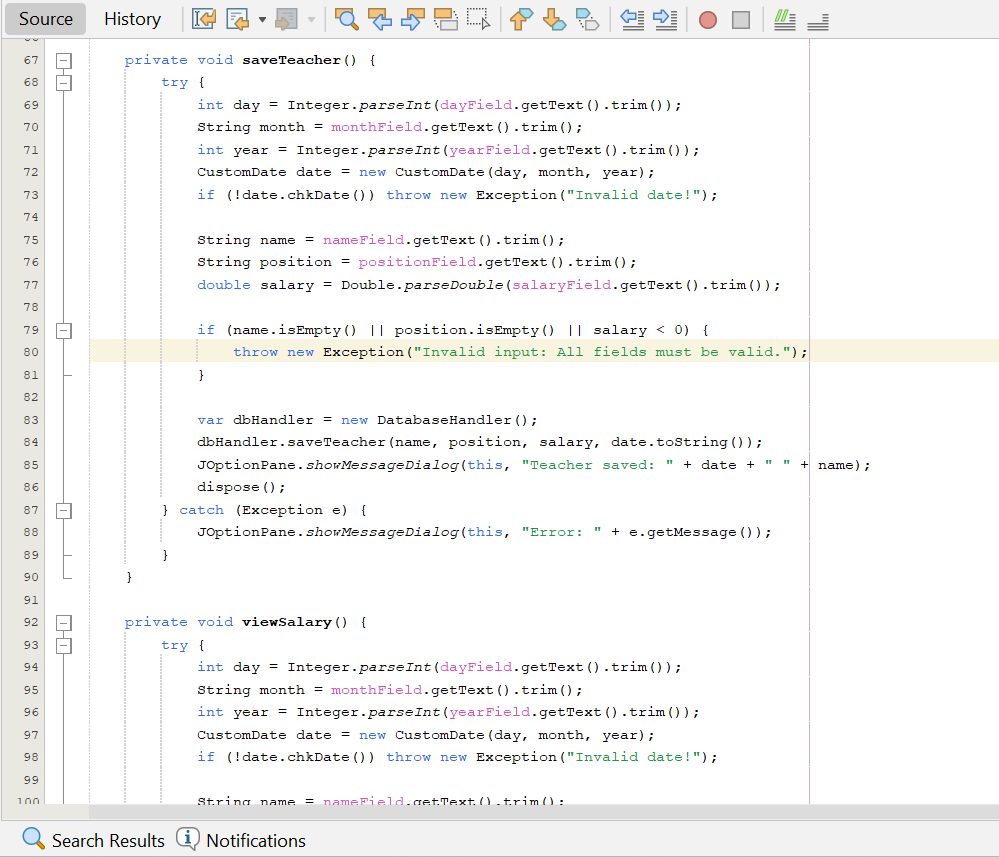 Source History
67 private void saveTeacher() {
68 try {
69 int day = Integer.parseInt(dayField.getText().trim());
70 String month = monthField.getText().trim();
71 int year = Integer.parseInt(yearField.getText().trim());
72 CustomDate date = new CustomDate(day, month, year);
73 if (!date.chkDate()) throw new Exception("Invalid date!");
74
75 String name = nameField.getText().trim();
76 String position = positionField.getText().trim();
77 double salary = Double.parseDouble(salaryField.getText().trim());
78
79 if (name.isEmpty() || position.isEmpty() || salary < 0) {
80 throw new Exception("Invalid input: All fields must be valid.");
81 }
82
83 var dbHandler = new DatabaseHandler();
84 dbHandler.saveTeacher(name, position, salary, date.toString());
85 JOptionPane.showMessageDialog(this, "Teacher saved: " + date + " " + name);
86 dispose();
87 } catch (Exception e) {
88 JOptionPane.showMessageDialog(this, "Error: " + e.getMessage());
89 }
90 }
91
92 private void viewSalary() {
93 try {
94 int day = Integer.parseInt(dayField.getText().trim());
95 String month = monthField.getText().trim();
96 int year = Integer.parseInt(yearField.getText().trim());
97 CustomDate date = new CustomDate(day, month, year);
98 if (!date.chkDate()) throw new Exception("Invalid date!");
99
100 String name = nameField.getText().trim();
Search Results Notifications